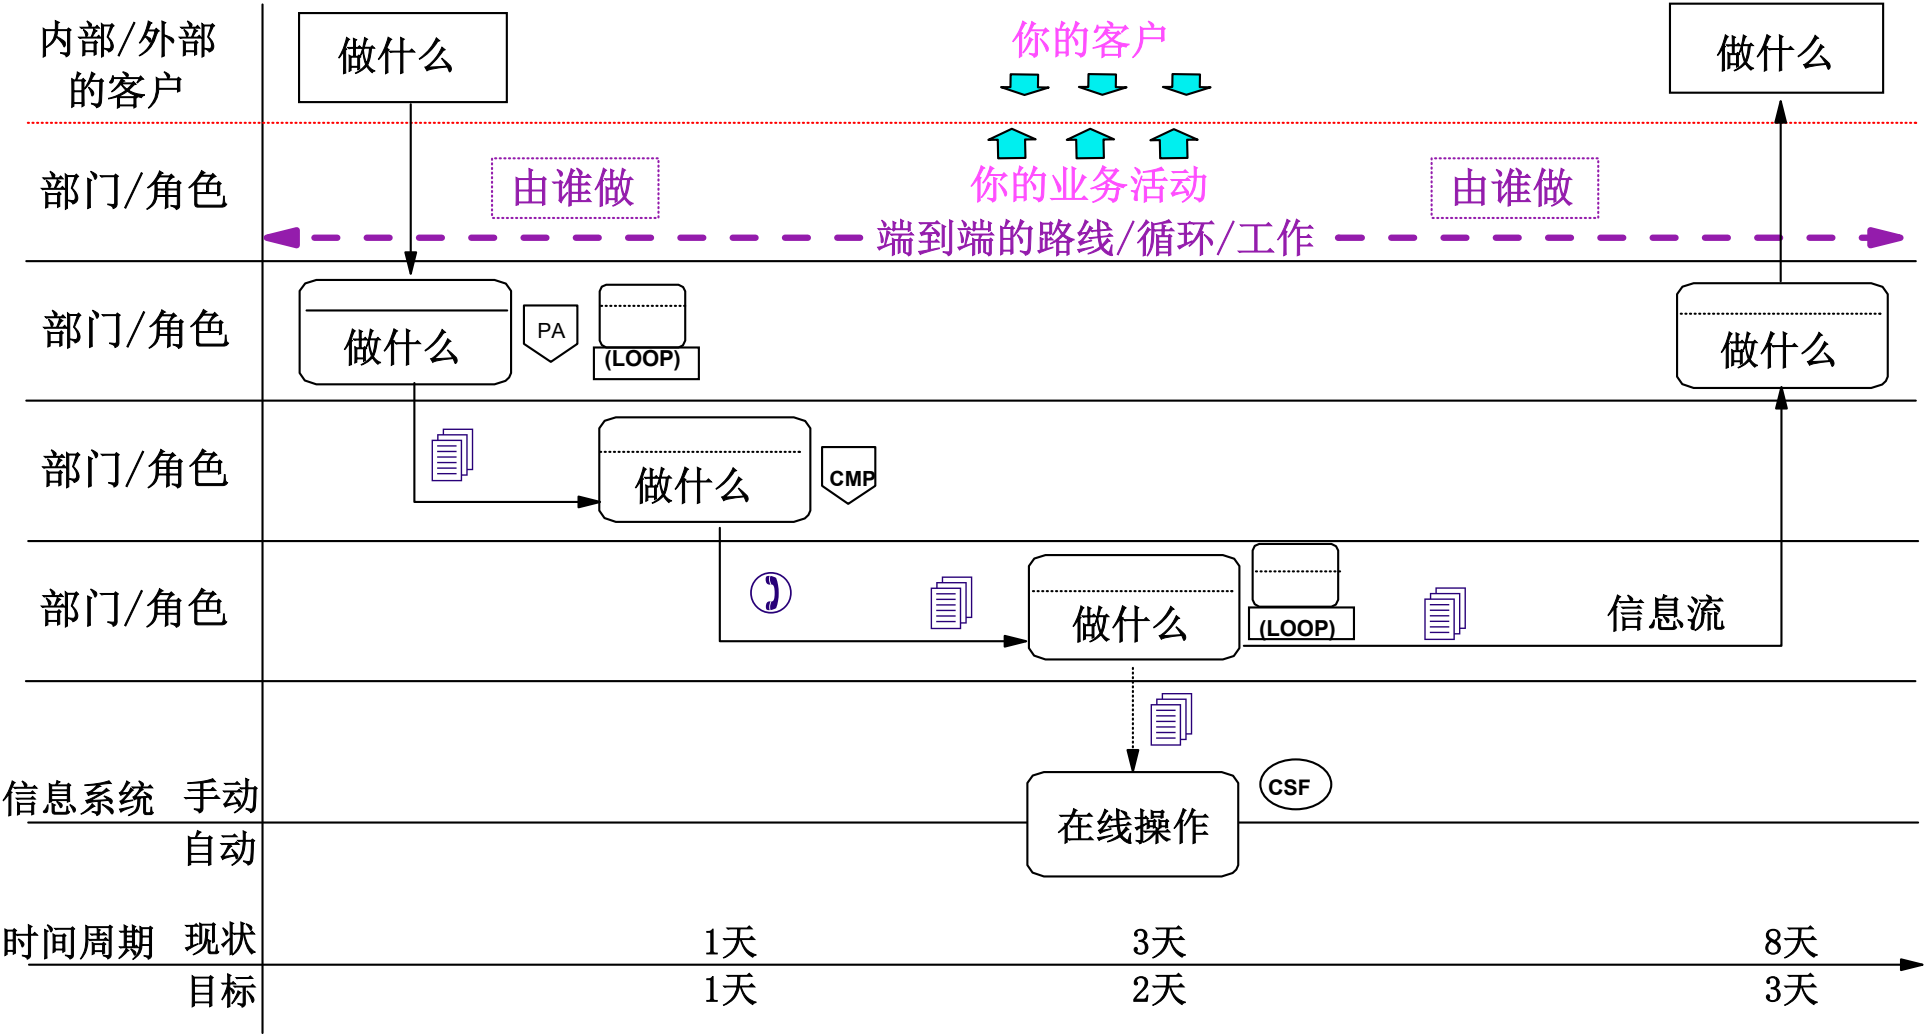 内部/外部
的客户
做什么
你的客户
做什么
部门/角色
由谁做
你的业务活动
由谁做
端到端的路线/循环/工作
部门/角色
做什么
PA
(LOOP)
做什么
部门/角色
做什么
CMP
部门/角色
做什么
(LOOP)
信息流
信息系统
手动
自动
在线操作
CSF
时间周期
现状
1天
3天
8天
目标
1天
2天
3天